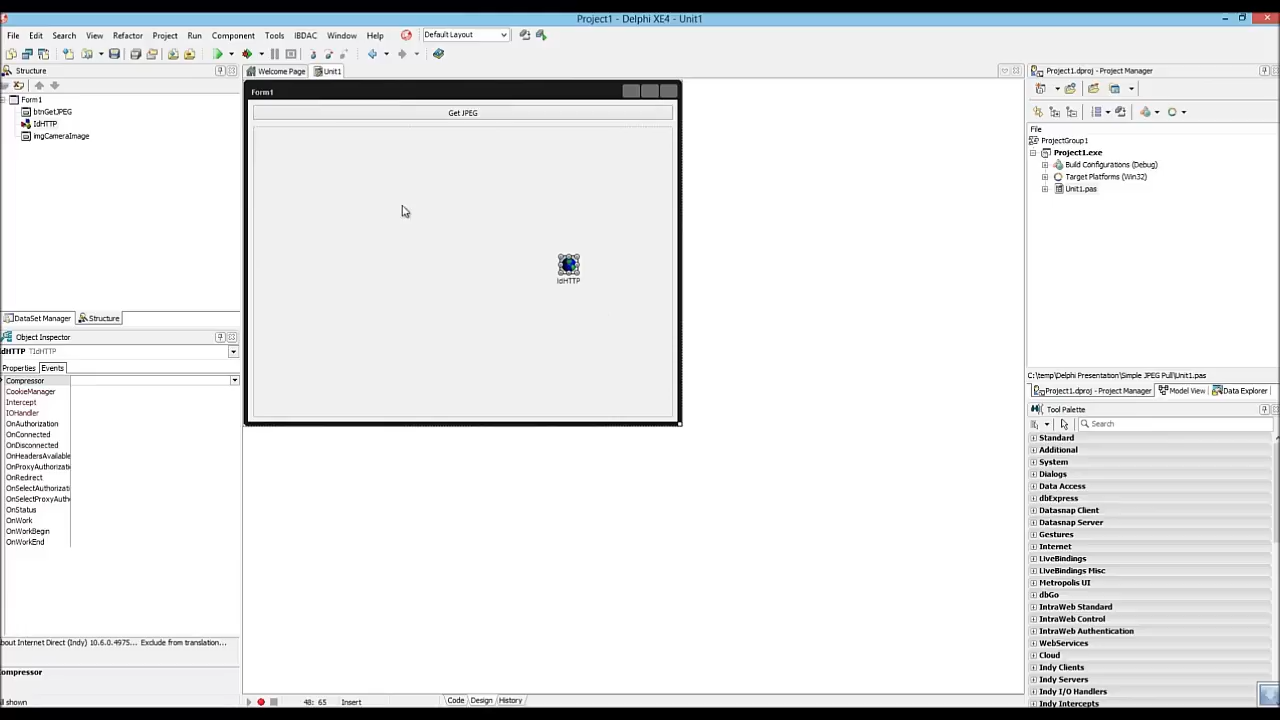 Project1 - Delphi XE4 - Unit1
File Edit Search View Refactor Project Run Component Tools IBDAC Window Help Default Layout
Structure
Form1
btnGetJPEG
IdHTTP
imgCameraImage
DataSet Manager Structure
Object Inspector
IdHTTP TIdHTTP
Properties Events
Compressor
CookieManager
Intercept
IOHandler
OnAuthorization
OnConnected
OnDisconnected
OnHeadersAvailable
OnProxyAuthorizati
OnRedirect
OnSelectAuthorizati
OnSelectProxyAuth
OnStatus
OnWork
OnWorkBegin
OnWorkEnd
bout Internet Direct (Indy) 10.6.0.4975... Exclude from translation...
Compressor
ll shown
Welcome Page Unit1
Form1
Get JPEG
IdHTTP
48: 65 Insert Code Design History
Project1.dproj - Project Manager
File
ProjectGroup1
Project1.exe
Build Configurations (Debug)
Target Platforms (Win32)
Unit1.pas
C:\temp\Delphi Presentation\Simple JPEG Pull\Unit1.pas
Project1.dproj - Project Manager Model View Data Explorer
Tool Palette
Search
Standard
Additional
System
Dialogs
Data Access
dbExpress
Datasnap Client
Datasnap Server
Gestures
Internet
LiveBindings
LiveBindings Misc
Metropolis UI
dbGo
IntraWeb Standard
IntraWeb Control
IntraWeb Authentication
WebServices
Cloud
Indy Clients
Indy Servers
Indy I/O Handlers
Indy Intercepts